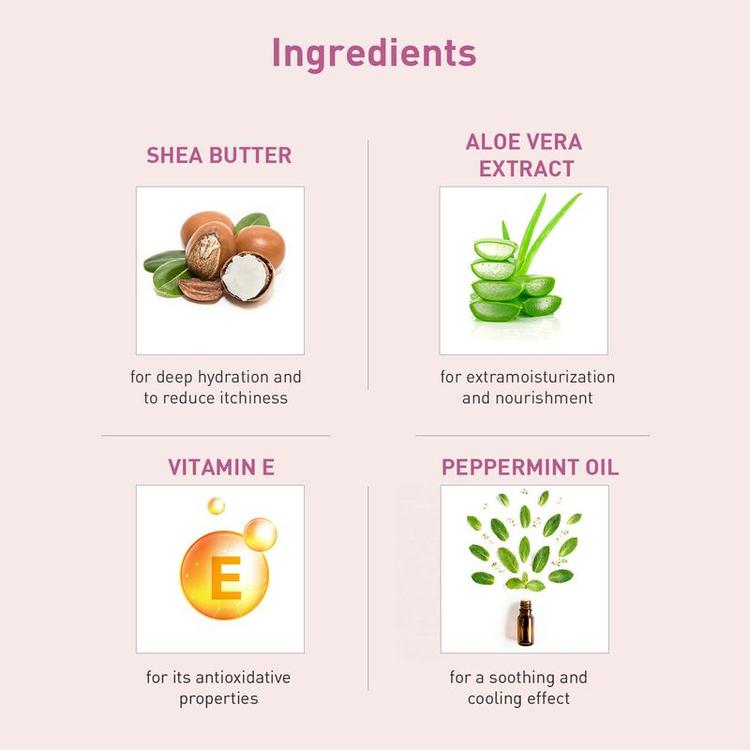 Ingredients
SHEA BUTTER
for deep hydration and
to reduce itchiness
ALOE VERA
EXTRACT
for extramoisturization
and nourishment
VITAMIN E
E
for its antioxidative
properties
PEPPERMINT OIL
for a soothing and
cooling effect